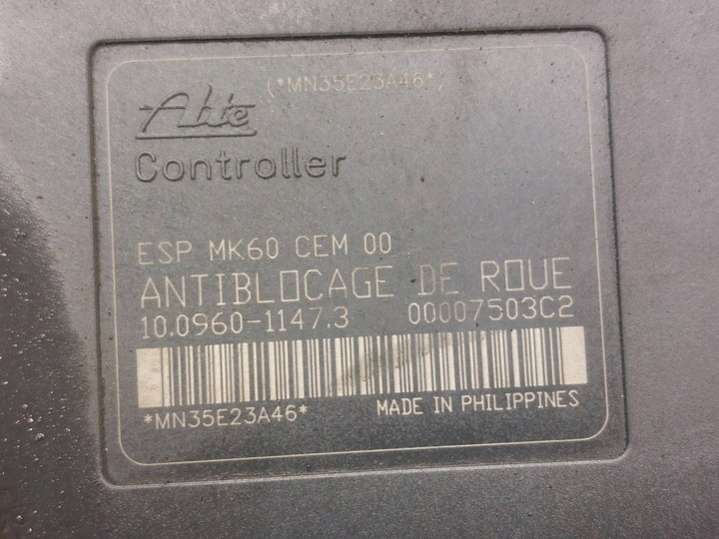 (*MN35E23A46*)
Ate
Controller
ESP MK60 CEM 00
ANTIBLOCAGE DE ROUE
10.0960-1147.3 00007503C2
*MN35E23A46* MADE IN PHILIPPINES